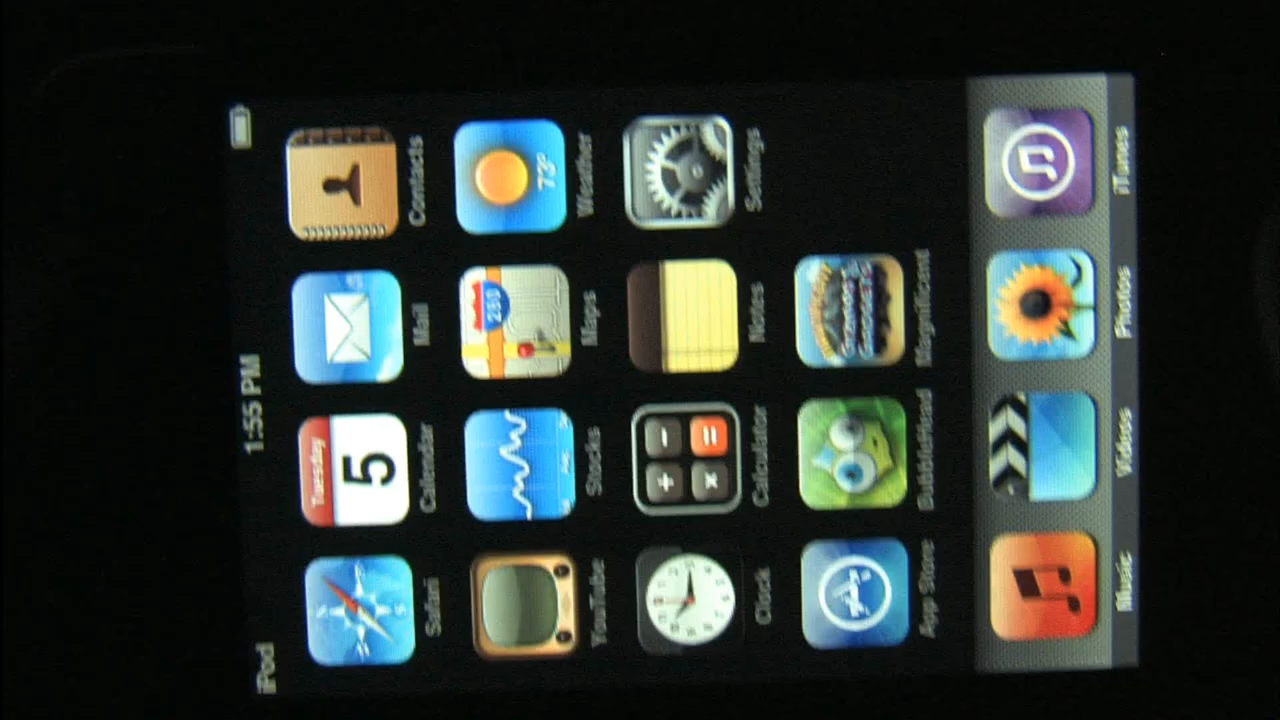 iPod 1:55 PM
Tuesday
5
Safari Calendar Mail Contacts
280
73°
YouTube Stocks Maps Weather
Clock Calculator Notes Settings
App Store BubbleHead Magnificent
Music Videos Photos iTunes